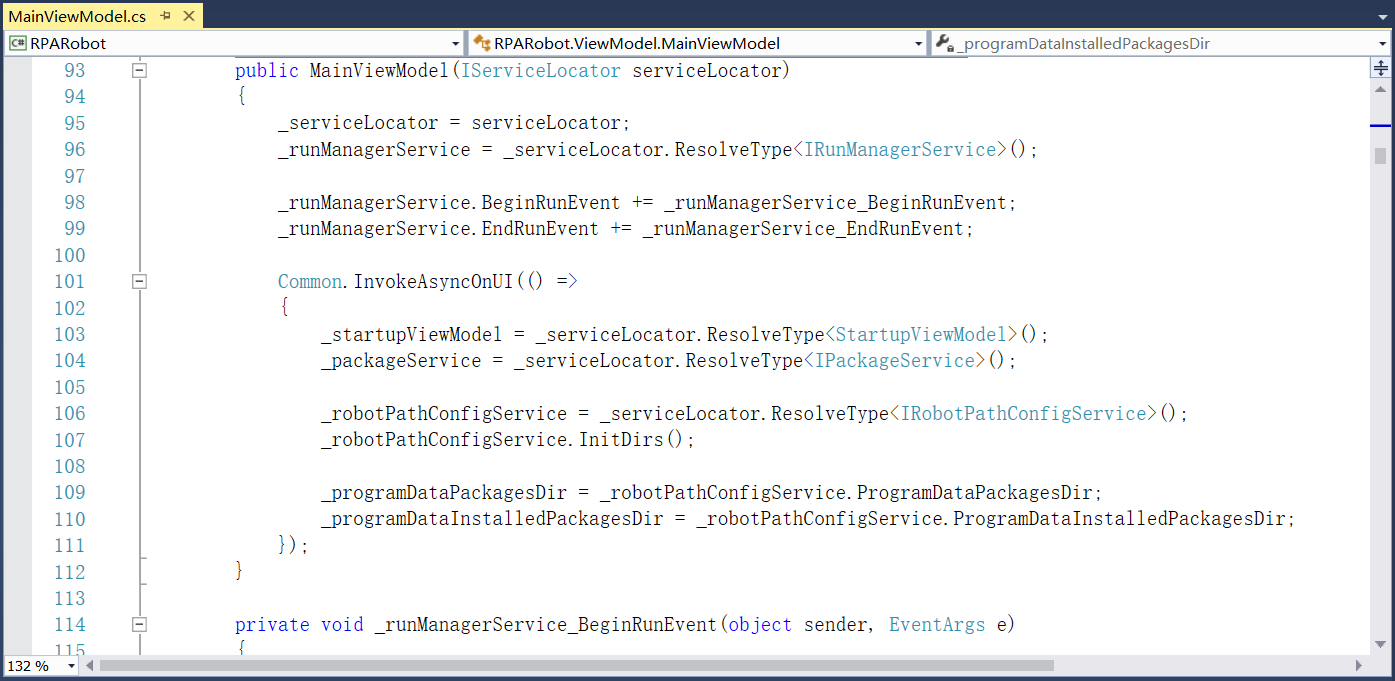 MainViewModel.cs
C# RPARobot RPARobot.ViewModel.MainViewModel _programDataInstalledPackagesDir
93 public MainViewModel(IServiceLocator serviceLocator)
94 {
95 _serviceLocator = serviceLocator;
96 _runManagerService = _serviceLocator.ResolveType<IRunManagerService>();
97
98 _runManagerService.BeginRunEvent += _runManagerService_BeginRunEvent;
99 _runManagerService.EndRunEvent += _runManagerService_EndRunEvent;
100
101 Common.InvokeAsyncOnUI(() =>
102 {
103 _startupViewModel = _serviceLocator.ResolveType<StartupViewModel>();
104 _packageService = _serviceLocator.ResolveType<IPackageService>();
105
106 _robotPathConfigService = _serviceLocator.ResolveType<IRobotPathConfigService>();
107 _robotPathConfigService.InitDirs();
108
109 _programDataPackagesDir = _robotPathConfigService.ProgramDataPackagesDir;
110 _programDataInstalledPackagesDir = _robotPathConfigService.ProgramDataInstalledPackagesDir;
111 });
112 }
113
114 private void _runManagerService_BeginRunEvent(object sender, EventArgs e)
115 {
132 %